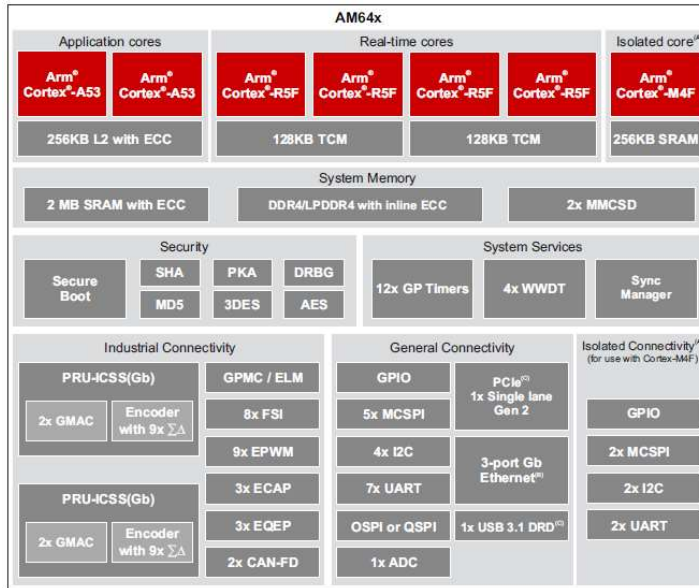 AM64x
Application cores
Real-time cores
Isolated core(A)
Arm®
Cortex®-A53
Arm®
Cortex®-A53
Arm®
Cortex®-R5F
Arm®
Cortex®-R5F
Arm®
Cortex®-R5F
Arm®
Cortex®-R5F
Arm®
Cortex®-M4F
256KB L2 with ECC
128KB TCM
128KB TCM
256KB SRAM
System Memory
2 MB SRAM with ECC
DDR4/LPDDR4 with inline ECC
2x MMCSD
Security
Secure
Boot
SHA
PKA
DRBG
MD5
3DES
AES
System Services
12x GP Timers
4x WWDT
Sync
Manager
Industrial Connectivity
PRU-ICSS(Gb)
2x GMAC
Encoder
with 9x ΣΔ
PRU-ICSS(Gb)
2x GMAC
Encoder
with 9x ΣΔ
GPMC / ELM
8x FSI
9x EPWM
3x ECAP
3x EQEP
2x CAN-FD
General Connectivity
GPIO
5x MCSPI
4x I2C
7x UART
OSPI or QSPI
1x ADC
PCIe(C)
1x Single lane
Gen 2
3-port Gb
Ethernet(B)
1x USB 3.1 DRD(C)
Isolated Connectivity(A)
(for use with Cortex-M4F)
GPIO
2x MCSPI
2x I2C
2x UART